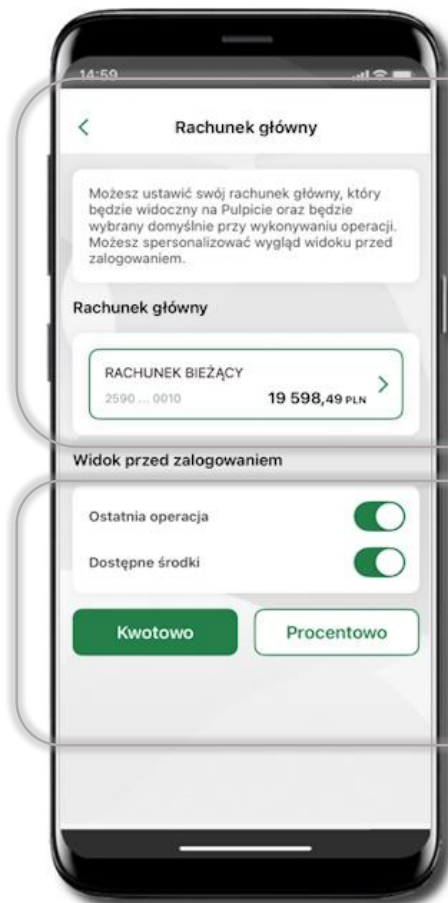 14:59
Rachunek główny
Możesz ustawić swój rachunek główny, który
będzie widoczny na Pulpicie oraz będzie
wybrany domyślnie przy wykonywaniu operacji.
Możesz spersonalizować wygląd widoku przed
zalogowaniem.
Rachunek główny
RACHUNEK BIEŻĄCY
2590 ... 0010 19 598,49 PLN
Widok przed zalogowaniem
Ostatnia operacja
Dostępne środki
Kwotowo Procentowo